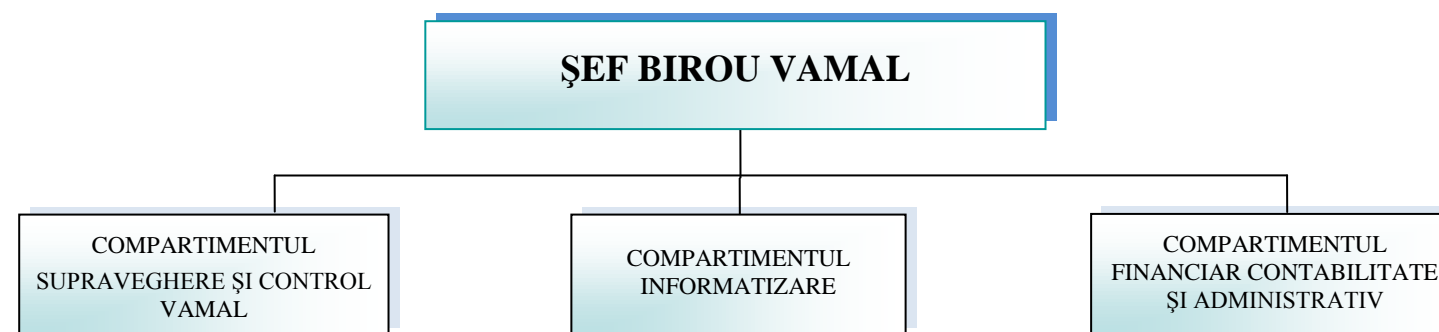 ŞEF BIROU VAMAL
COMPARTIMENTUL
SUPRAVEGHERE ŞI CONTROL
VAMAL
COMPARTIMENTUL
INFORMATIZARE
COMPARTIMENTUL
FINANCIAR CONTABILITATE
ŞI ADMINISTRATIV